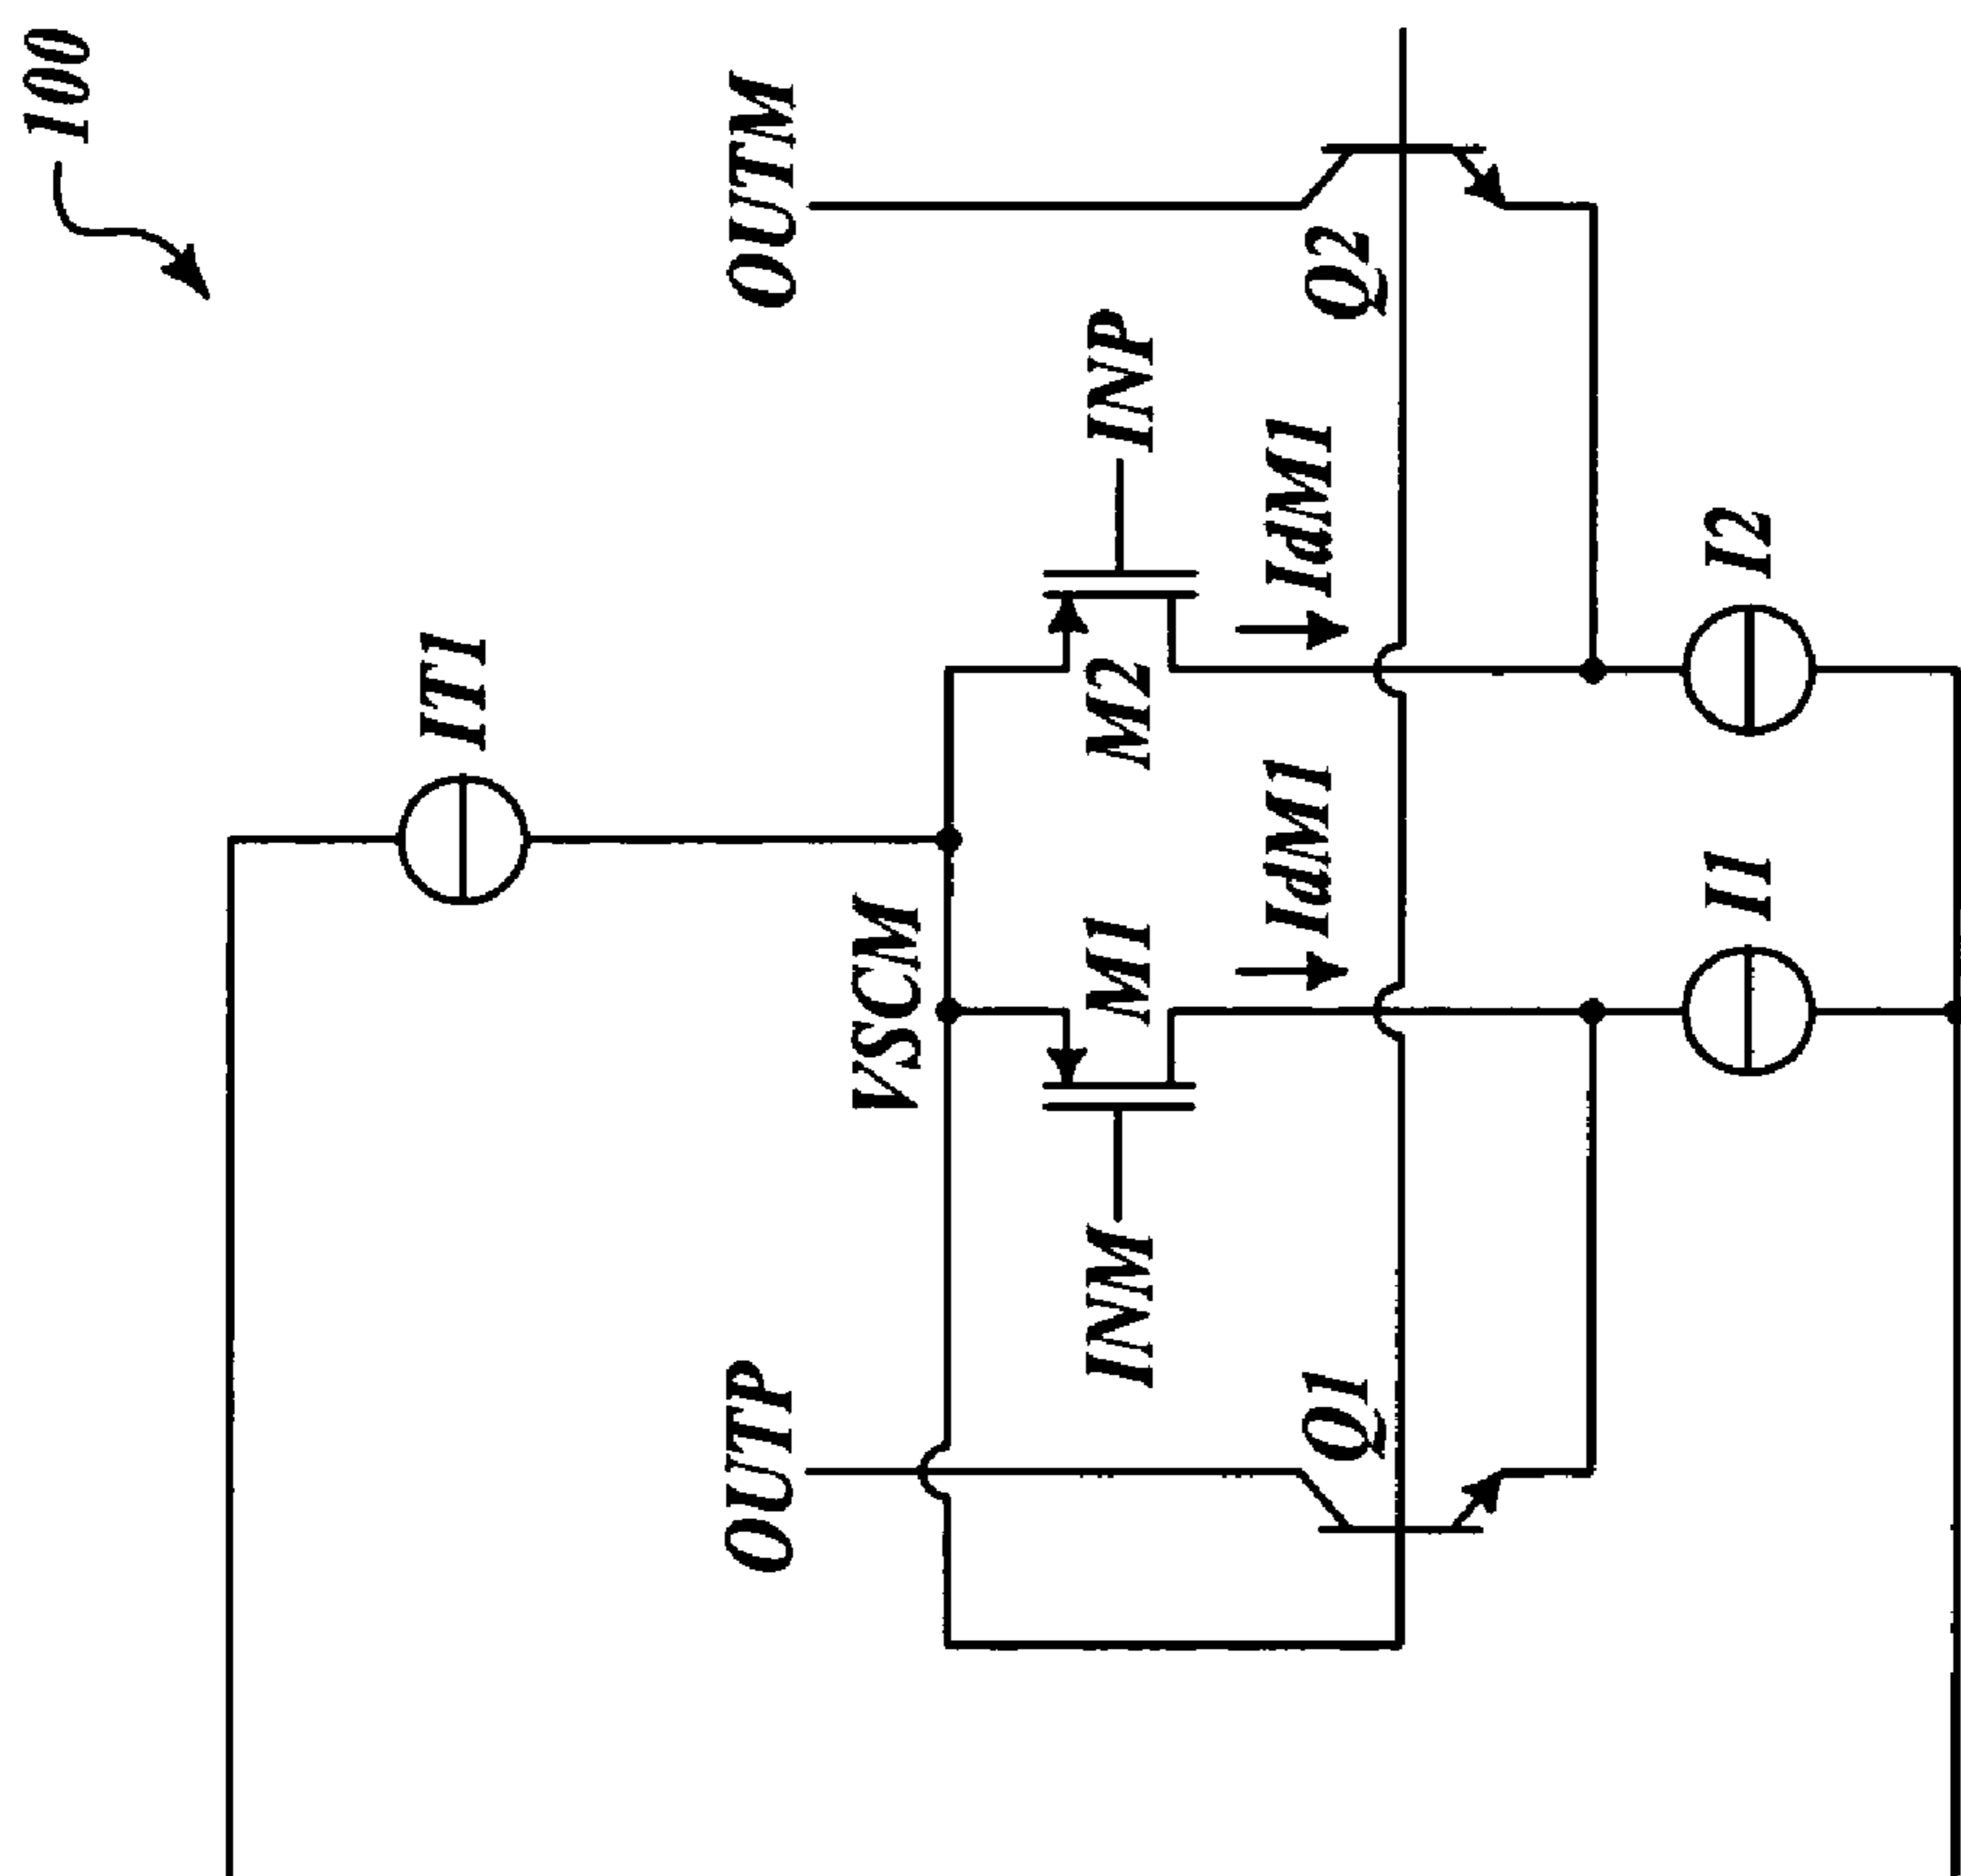 100
OUTM
INP
Q2
IdM1
I2
IT1
M2
VSCM
M1
IdM1
I1
INM
OUTP
Q1